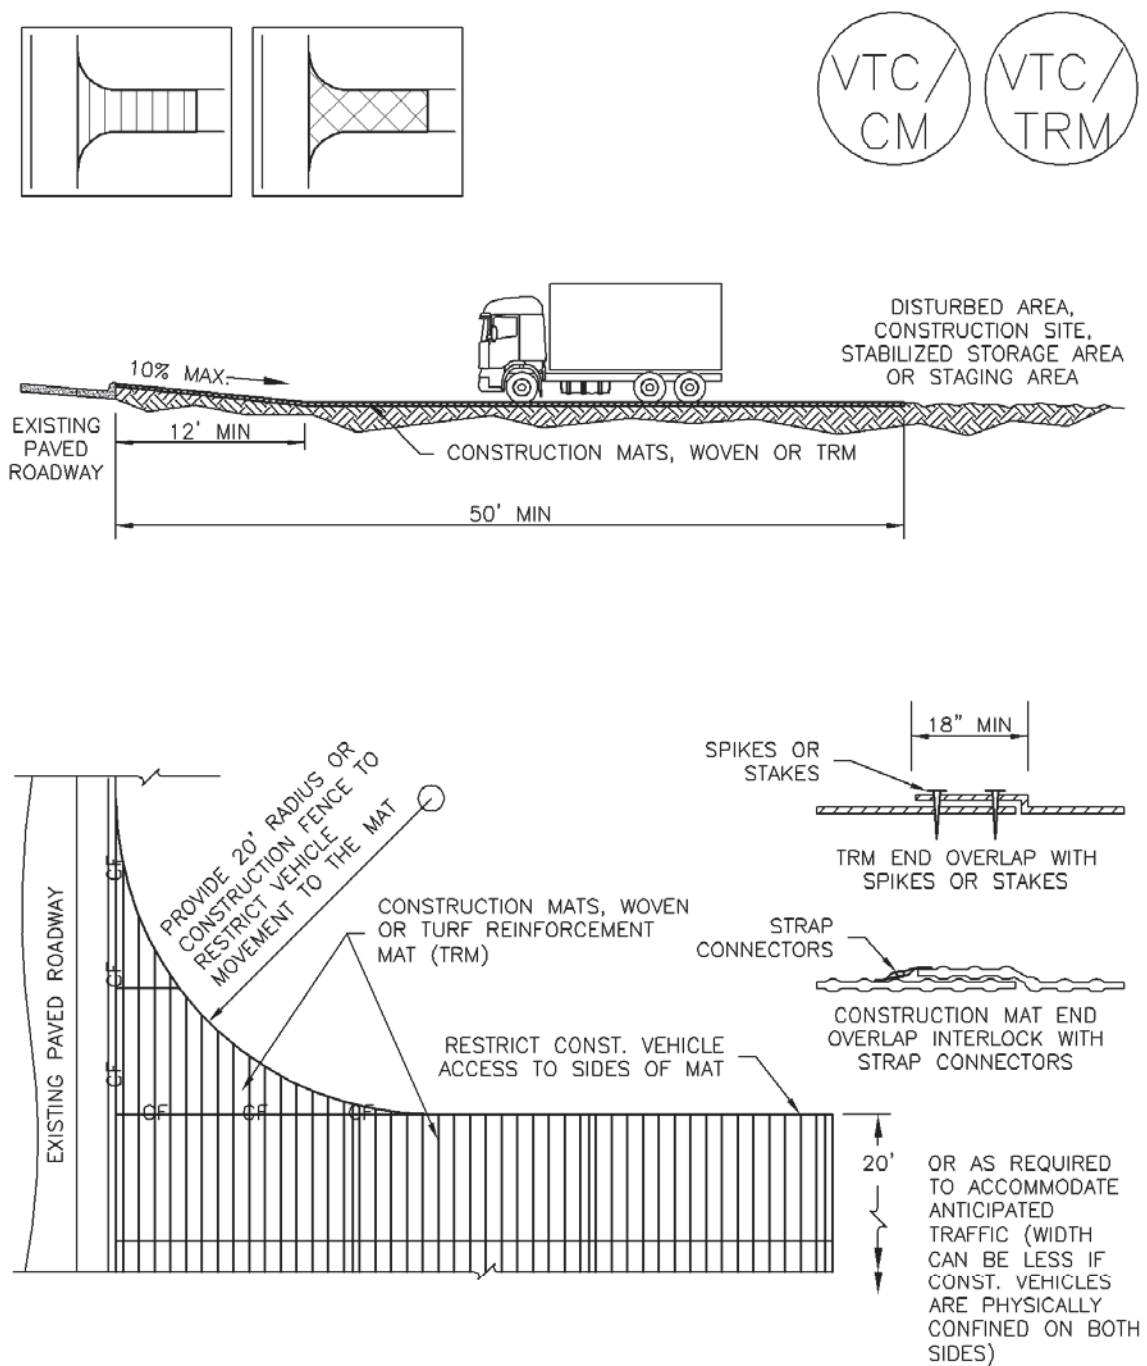 VTC/
CM
VTC/
TRM
DISTURBED AREA,
CONSTRUCTION SITE,
STABILIZED STORAGE AREA
OR STAGING AREA
10% MAX.
EXISTING
PAVED
ROADWAY
12' MIN
CONSTRUCTION MATS, WOVEN OR TRM
50' MIN
18" MIN
SPIKES OR
STAKES
TRM END OVERLAP WITH
SPIKES OR STAKES
PROVIDE 20' RADIUS OR
CONSTRUCTION FENCE TO
RESTRICT VEHICLE
MOVEMENT TO THE MAT
CONSTRUCTION MATS, WOVEN
OR TURF REINFORCEMENT
MAT (TRM)
STRAP
CONNECTORS
CONSTRUCTION MAT END
OVERLAP INTERLOCK WITH
STRAP CONNECTORS
RESTRICT CONST. VEHICLE
ACCESS TO SIDES OF MAT
EXISTING PAVED ROADWAY
CF
CF
CF
CF
CF
CF
20'
OR AS REQUIRED
TO ACCOMMODATE
ANTICIPATED
TRAFFIC (WIDTH
CAN BE LESS IF
CONST. VEHICLES
ARE PHYSICALLY
CONFINED ON BOTH
SIDES)